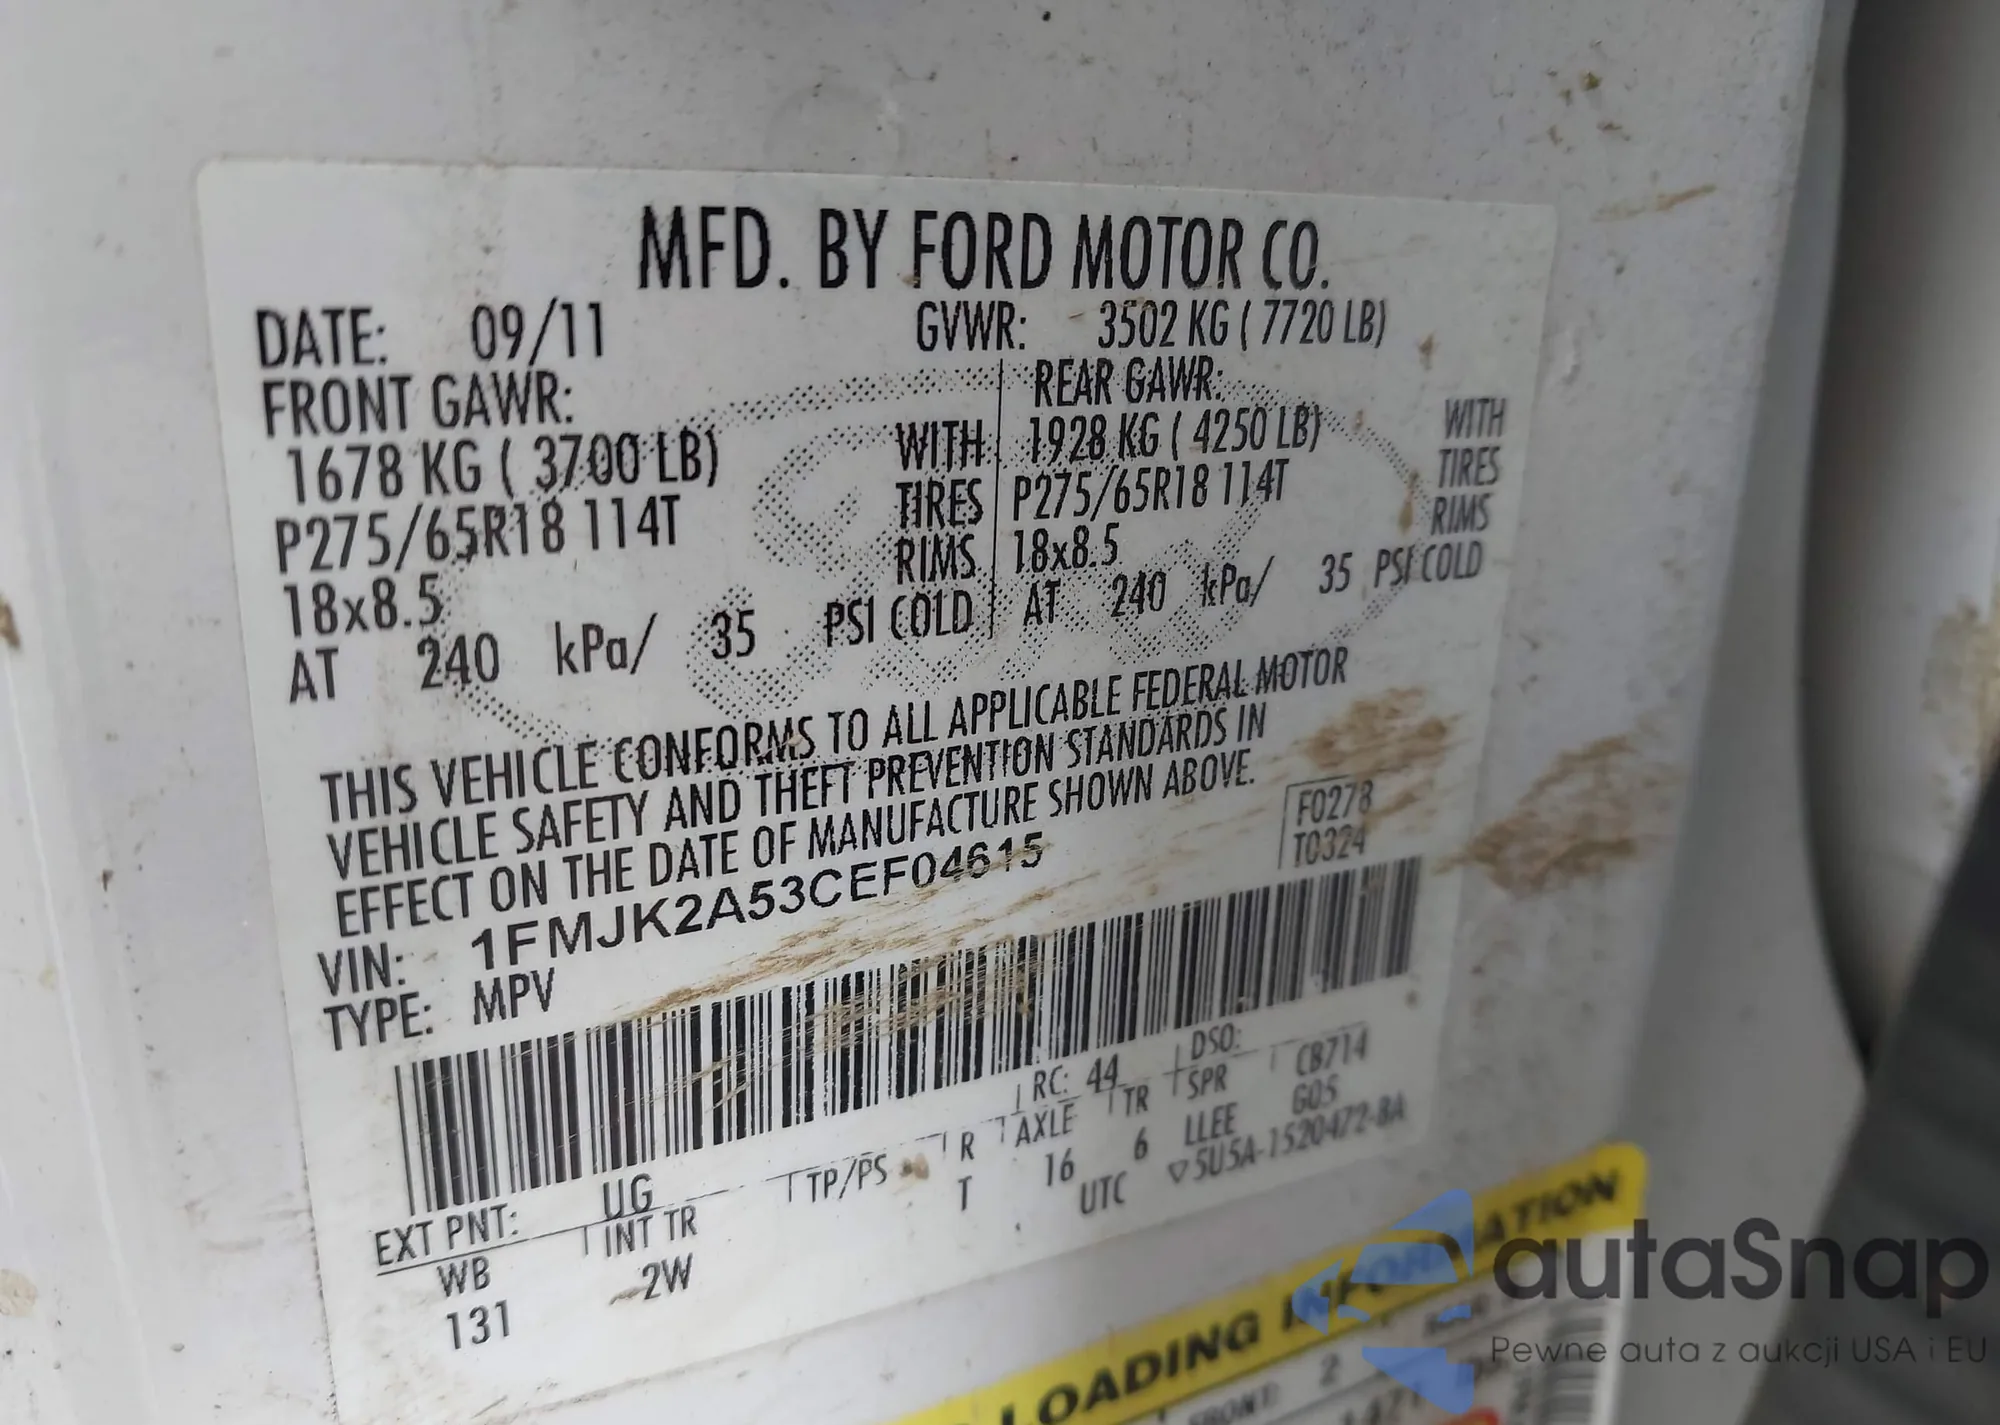 MFD. BY FORD MOTOR CO.
DATE: 09/11 GVWR: 3502 KG ( 7720 LB)
FRONT GAWR: REAR GAWR:
1678 KG ( 3700 LB) WITH 1928 KG ( 4250 LB) WITH
P275/65R18 114T TIRES P275/65R18 114T TIRES
18x8.5 RIMS 18x8.5 RIMS
AT 240 kPa/ 35 PSI COLD AT 240 kPa/ 35 PSI COLD
THIS VEHICLE CONFORMS TO ALL APPLICABLE FEDERAL MOTOR
VEHICLE SAFETY AND THEFT PREVENTION STANDARDS IN
EFFECT ON THE DATE OF MANUFACTURE SHOWN ABOVE.
F0278
T0324
VIN: 1FMJK2A53CEF04615
TYPE: MPV
EXT PNT: UG RC: 44 DSO: CB714
WB INT TR TP/PS R AXLE TR SPR G05
131 2W T 16 6 LLEE
UTC ▽5U5A-1520472-BA
LOADING INFORMATION
FRONT: 2
autaSnap
Pewne auta z aukcji USA i EU